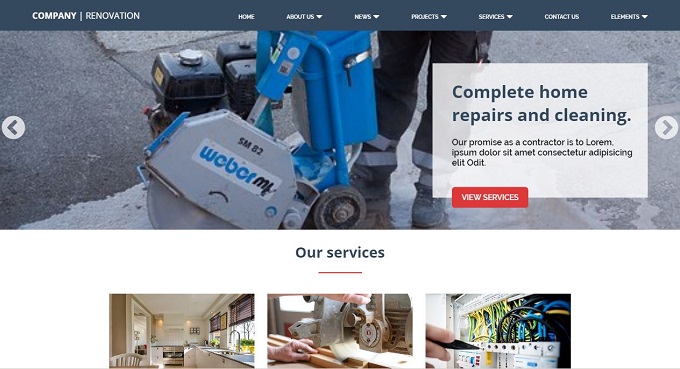 COMPANY | RENOVATION
HOME
ABOUT US
NEWS
PROJECTS
SERVICES
CONTACT US
ELEMENTS
SM 82
weber mt
Complete home
repairs and cleaning.
Our promise as a contractor is to Lorem,
ipsum dolor sit amet consectetur adipisicing
elit Odit.
VIEW SERVICES
Our services